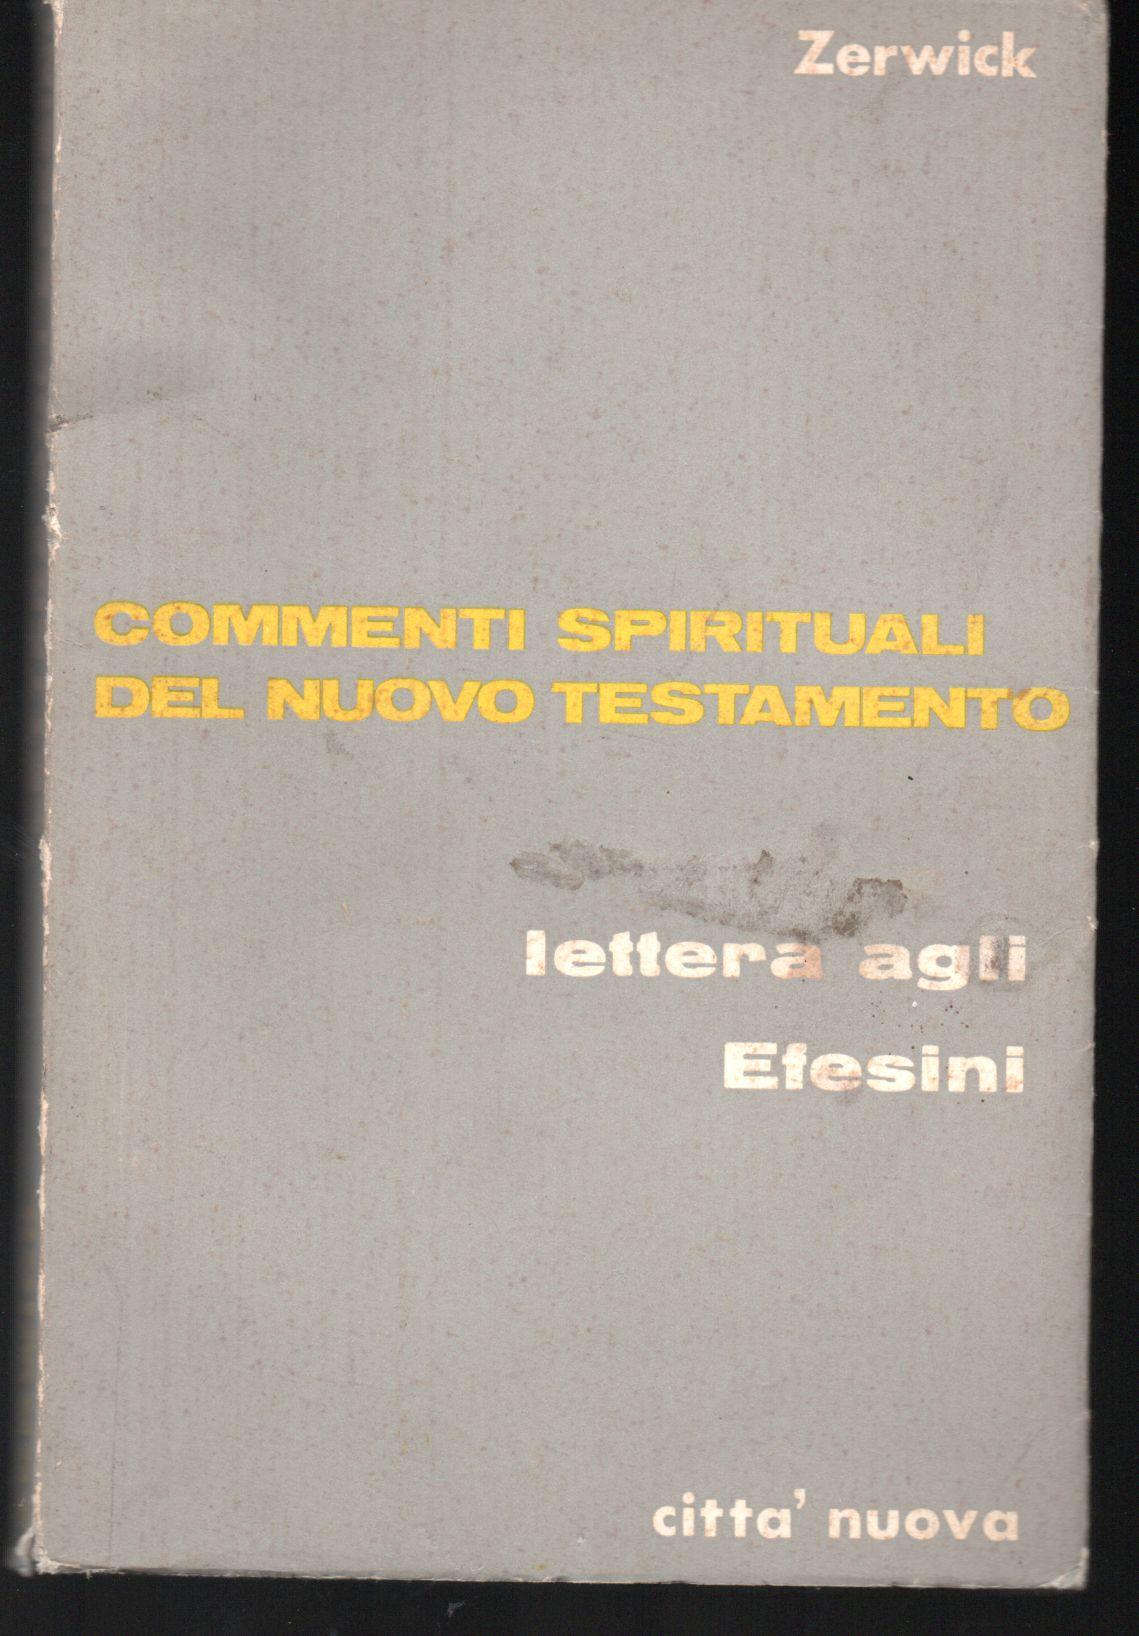 Zerwick
COMMENTI SPIRITUALI
DEL NUOVO TESTAMENTO
lettera agli
Efesini
citta' nuova